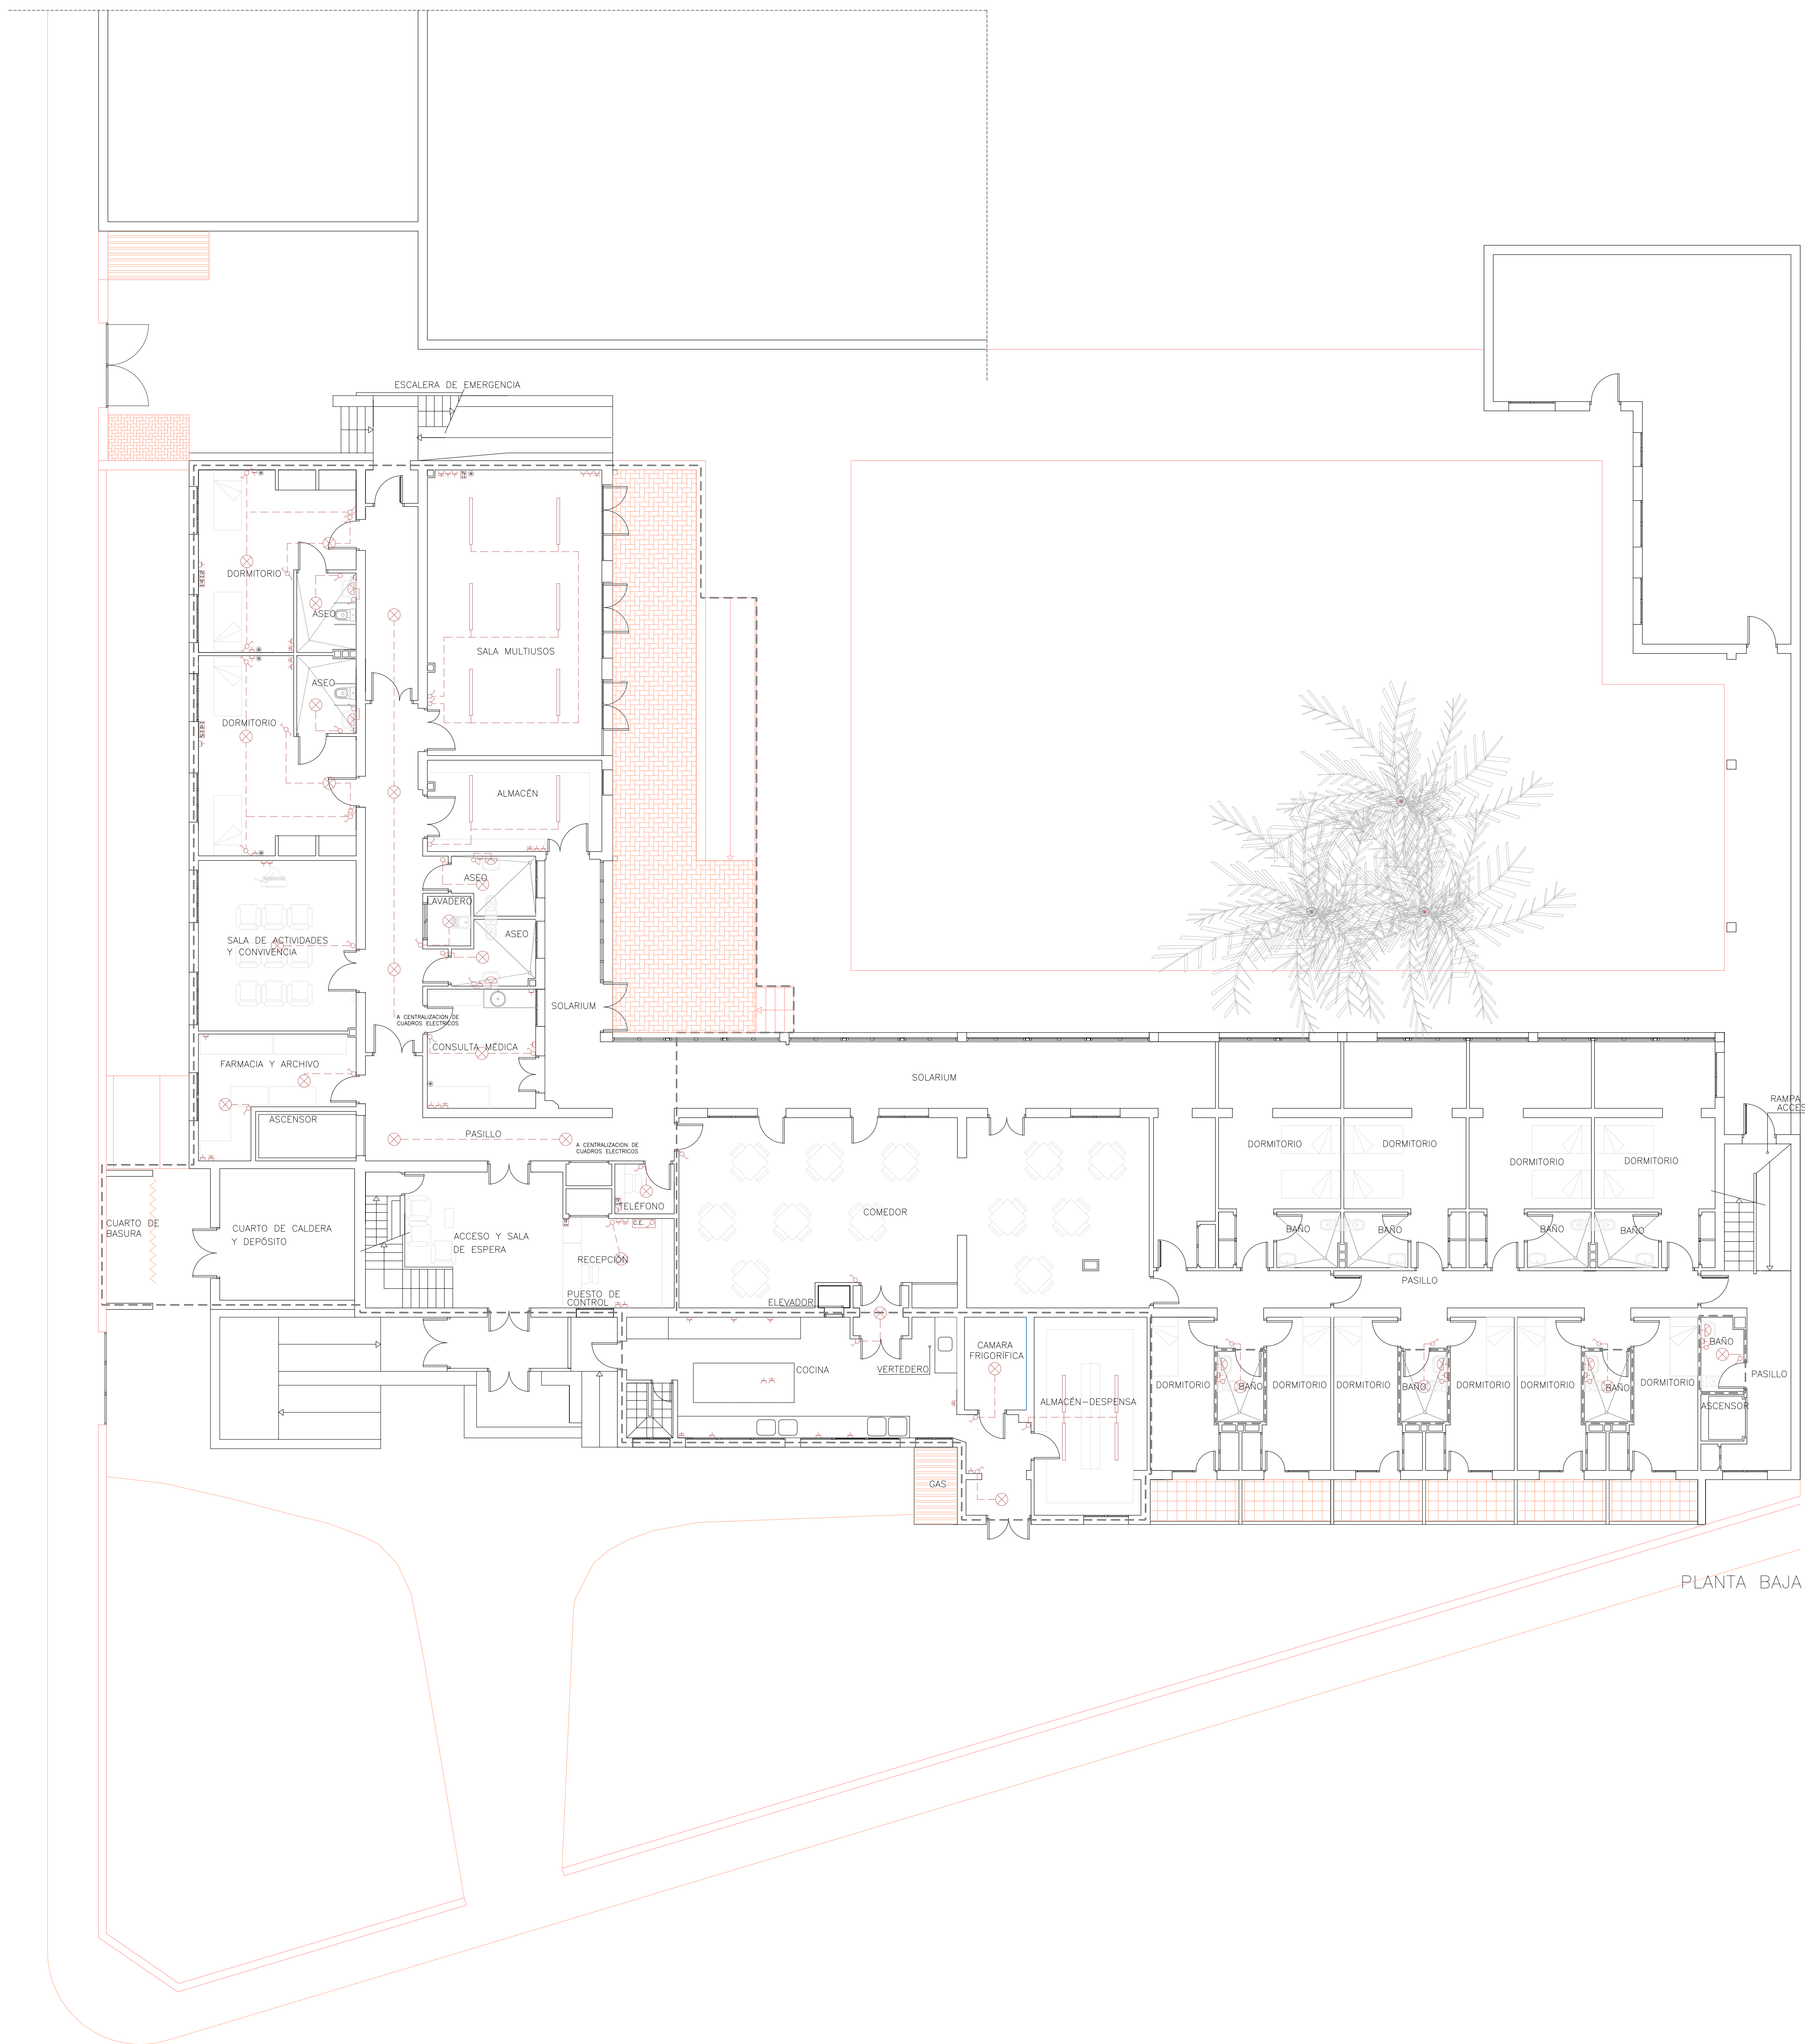 ESCALERA DE EMERGENCIA
DORMITORIO
ASEO
SALA MULTIUSOS
ASEO
DORMITORIO
ALMACÉN
ASEO
LAVADERO
ASEO
SALA DE ACTIVIDADES
Y CONVIVENCIA
SOLARIUM
A CENTRALIZACION DE
CUADROS ELECTRICOS
CONSULTA MÉDICA
FARMACIA Y ARCHIVO
SOLARIUM
RAMPA
ASCENSOR
PASILLO
A CENTRALIZACION DE
CUADROS ELECTRICOS
DORMITORIO
DORMITORIO
DORMITORIO
DORMITORIO
TELÉFONO
COMEDOR
C.E.
CUARTO DE
BASURA
CUARTO DE CALDERA
Y DEPÓSITO
ACCESO Y SALA
DE ESPERA
BAÑO
BAÑO
BAÑO
BAÑO
RECEPCIÓN
PASILLO
PUESTO DE
CONTROL
ELEVADOR
CAMARA
FRIGORÍFICA
COCINA
VERTEDERO
BAÑO
PASILLO
DORMITORIO
BAÑO
DORMITORIO
DORMITORIO
BAÑO
DORMITORIO
DORMITORIO
BAÑO
DORMITORIO
ALMACÉN-DESPENSA
ASCENSOR
GAS
PLANTA BAJA